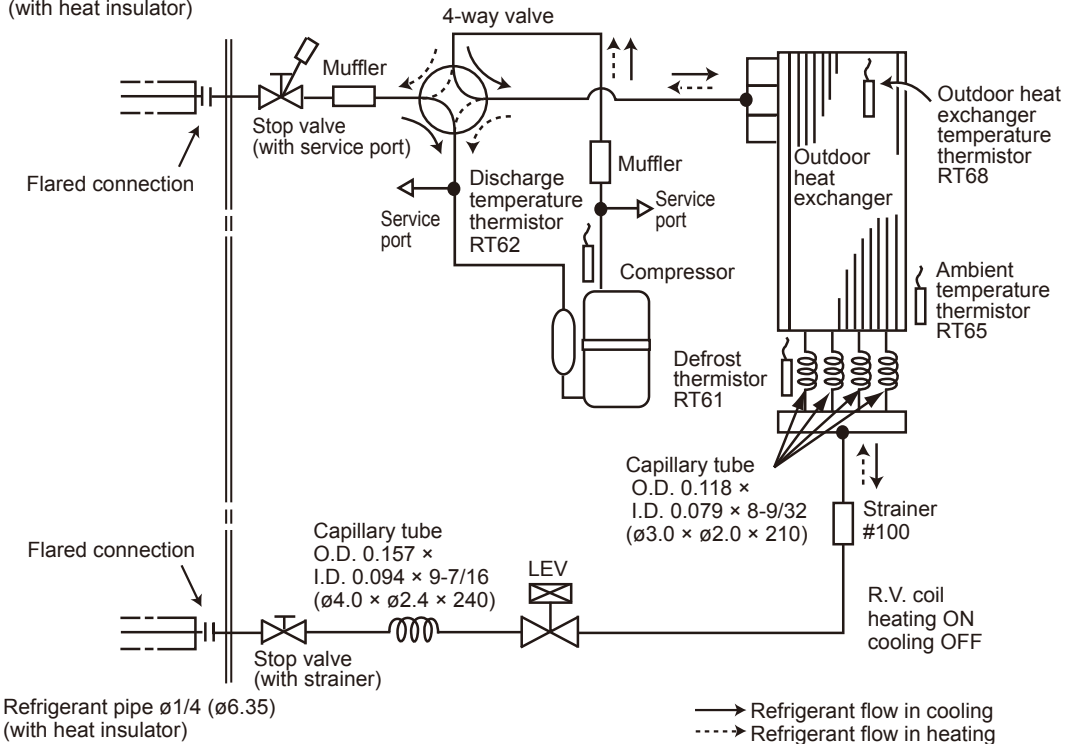 (with heat insulator)
4-way valve
Muffler
Stop valve
(with service port)
Flared connection
Service
port
Discharge
temperature
thermistor
RT62
Muffler
Service
port
Compressor
Outdoor
heat
exchanger
Outdoor heat
exchanger
temperature
thermistor
RT68
Ambient
temperature
thermistor
RT65
Defrost
thermistor
RT61
Capillary tube
O.D. 0.118 ×
I.D. 0.079 × 8-9/32
(ø3.0 × ø2.0 × 210)
Strainer
#100
Flared connection
Capillary tube
O.D. 0.157 ×
I.D. 0.094 × 9-7/16
(ø4.0 × ø2.4 × 240)
LEV
R.V. coil
heating ON
cooling OFF
Stop valve
(with strainer)
Refrigerant pipe ø1/4 (ø6.35)
(with heat insulator)
Refrigerant flow in cooling
Refrigerant flow in heating